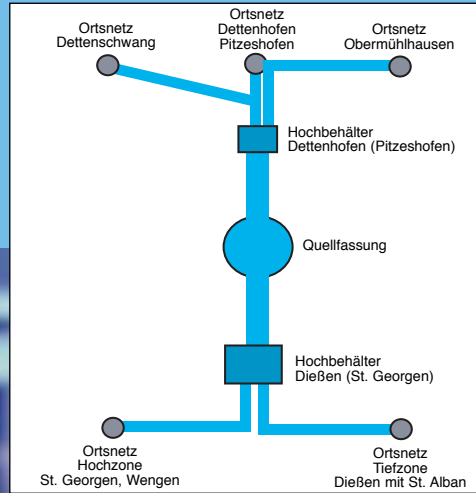 Ortsnetz
Dettenschwang
Ortsnetz
Dettenhofen
Pitzeshofen
Ortsnetz
Obermühlhausen
Hochbehälter
Dettenhofen (Pitzeshofen)
Quellfassung
Hochbehälter
Dießen (St. Georgen)
Ortsnetz
Hochzone
St. Georgen, Wengen
Ortsnetz
Tiefzone
Dießen mit St. Alban